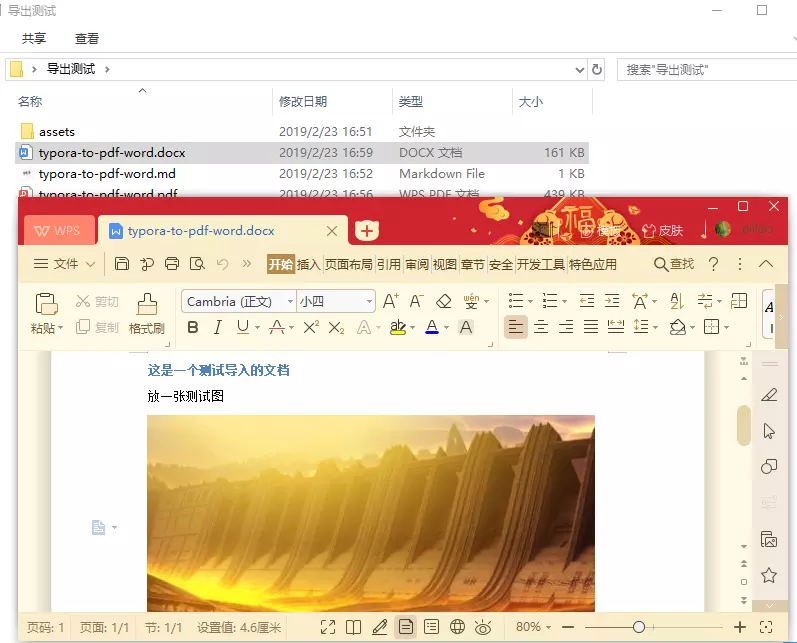 导出测试
共享 查看
导出测试 搜索"导出测试"
名称 修改日期 类型 大小
assets 2019/2/23 16:51 文件夹
typora-to-pdf-word.docx 2019/2/23 16:59 DOCX 文档 161 KB
typora-to-pdf-word.md 2019/2/23 16:52 Markdown File 1 KB
typora-to-pdf-word.pdf 2019/2/23 16:56 WPS PDF 文档 439 KB
WPS typora-to-pdf-word.docx 福 皮肤
文件 开始 插入 页面布局 引用 审阅 视图 章节 安全 开发工具 特色应用 查找
粘贴 剪切 复制 格式刷 Cambria (正文) 小四
这是一个测试导入的文档
放一张测试图
页码: 1 页面: 1/1 节: 1/1 设置值: 4.6厘米 80%